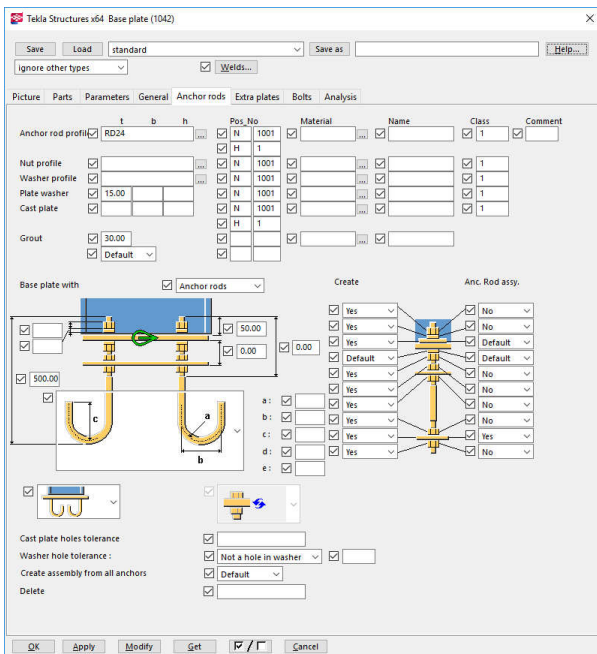 Tekla Structures x64 Base plate (1042)
Save Load standard Save as Help...
ignore other types Welds...
Picture Parts Parameters General Anchor rods Extra plates Bolts Analysis
t b h Pos_No Material Name Class Comment
Anchor rod profile RD24 ... N 1001 ... 1
H 1
Nut profile ... N 1001 ... 1
Washer profile ... N 1001 ... 1
Plate washer 15.00 N 1001 ... 1
Cast plate N 1001 ... 1
H 1
Grout 30.00 ...
Default
Base plate with Anchor rods Create Anc. Rod assy.
Yes No
Yes No
50.00 Yes Default
0.00 0.00 Default Default
Yes No
500.00 Yes No
a : Yes No
c a b : Yes No
b c : Yes Yes
d : Yes No
e :
Cast plate holes tolerance
Washer hole tolerance : Not a hole in washer
Create assembly from all anchors Default
Delete
OK Apply Modify Get / Cancel